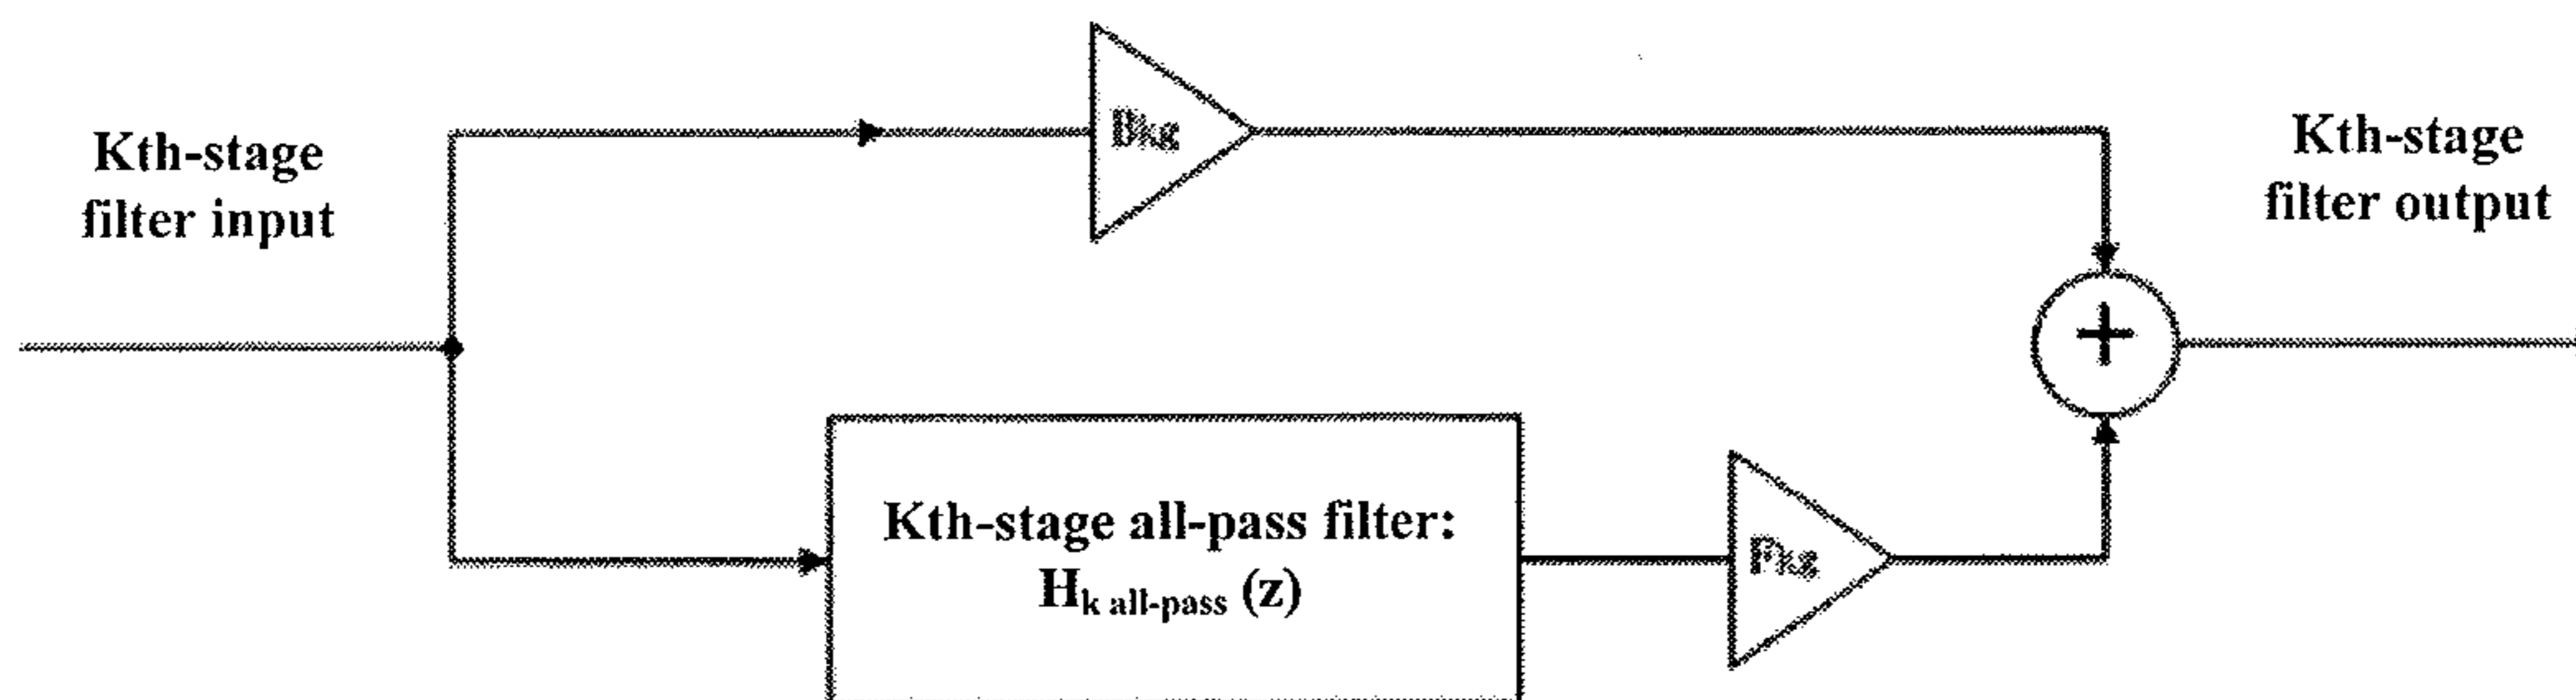 Kth-stage
filter input
Kth-stage
filter output
+
Kth-stage all-pass filter:
Hk all-pass (z)